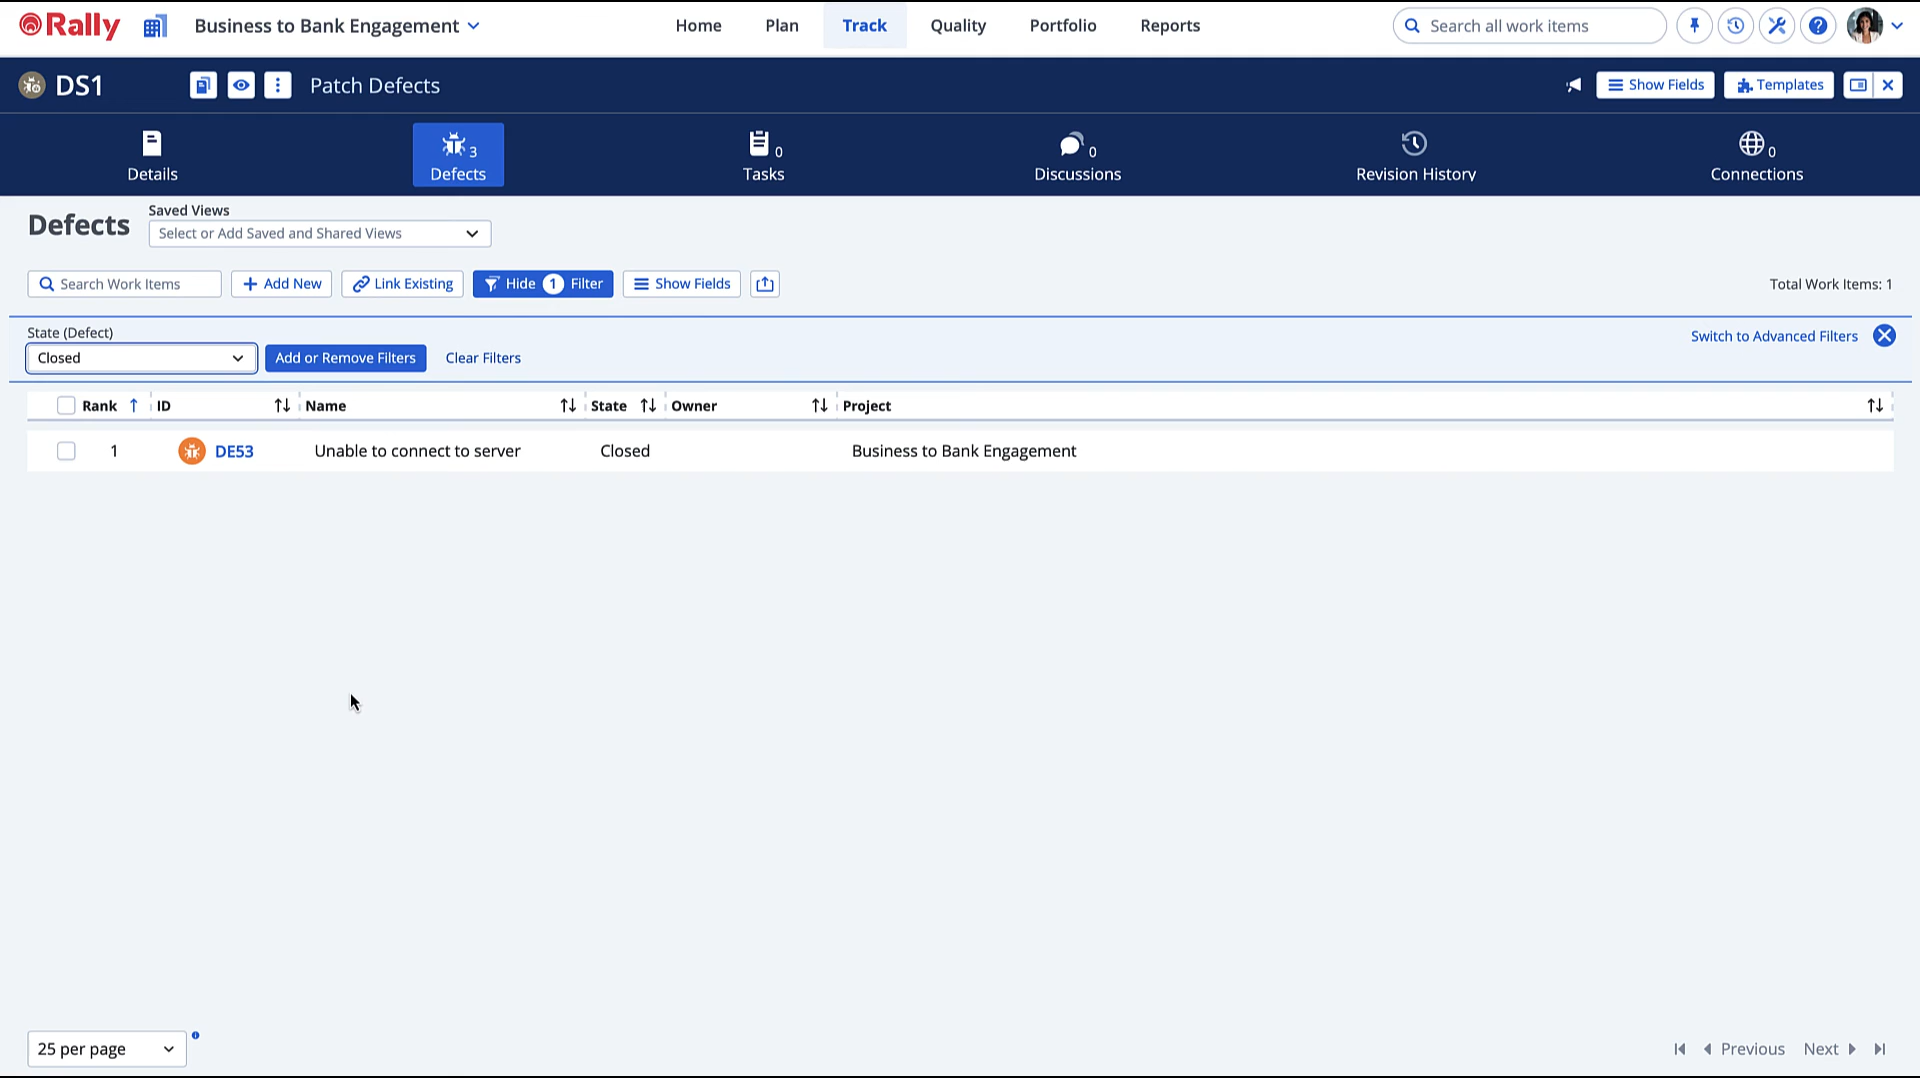 Rally Business to Bank Engagement Home Plan Track Quality Portfolio Reports Search all work items
DS1 Patch Defects Show Fields Templates
Details
3 Defects
0 Tasks
0 Discussions
Revision History
0 Connections
Defects
Saved Views
Select or Add Saved and Shared Views
Search Work Items Add New Link Existing Hide 1 Filter Show Fields Total Work Items: 1
State (Defect)
Closed Add or Remove Filters Clear Filters Switch to Advanced Filters
Rank ID Name State Owner Project
1 DE53 Unable to connect to server Closed Business to Bank Engagement
25 per page Previous Next